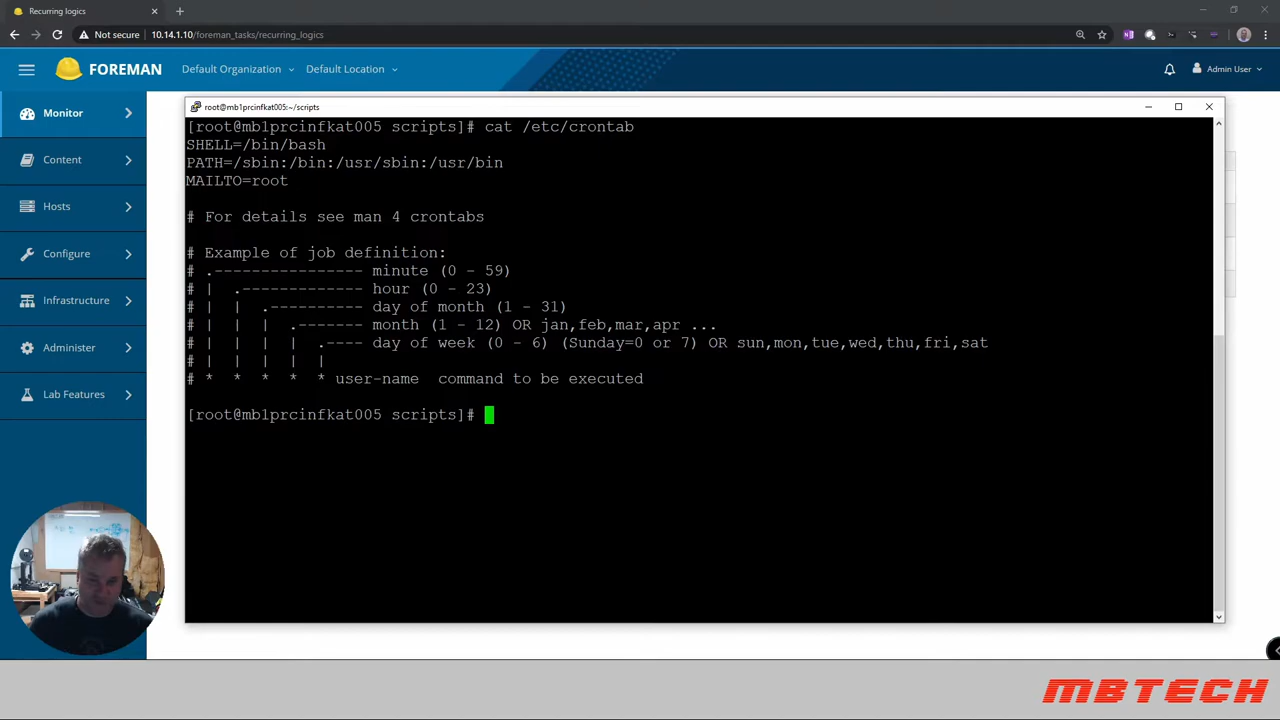 Recurring logics
Not secure 10.14.1.10/foreman_tasks/recurring_logics
FOREMAN Default Organization Default Location Admin User
Monitor
Content
Hosts
Configure
Infrastructure
Administer
Lab Features
root@mb1prcinfkat005:~/scripts
[root@mb1prcinfkat005 scripts]# cat /etc/crontab
SHELL=/bin/bash
PATH=/sbin:/bin:/usr/sbin:/usr/bin
MAILTO=root
# For details see man 4 crontabs
# Example of job definition:
# .---------------- minute (0 - 59)
# | .------------- hour (0 - 23)
# | | .---------- day of month (1 - 31)
# | | | .------- month (1 - 12) OR jan,feb,mar,apr ...
# | | | | .---- day of week (0 - 6) (Sunday=0 or 7) OR sun,mon,tue,wed,thu,fri,sat
# | | | | |
# * * * * * user-name command to be executed
[root@mb1prcinfkat005 scripts]#
MBTECH